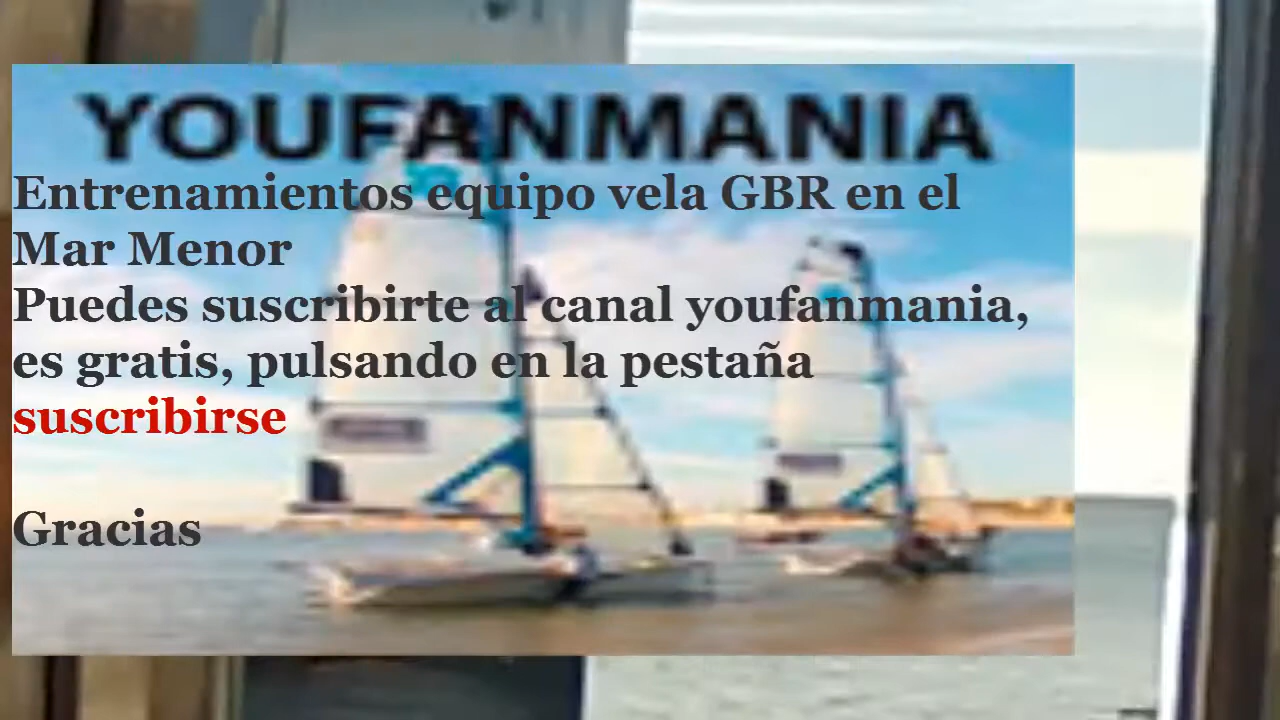 YOUFANMANIA
Entrenamientos equipo vela GBR en el
Mar Menor
Puedes suscribirte al canal youfanmania,
es gratis, pulsando en la pestaña
suscribirse
Gracias